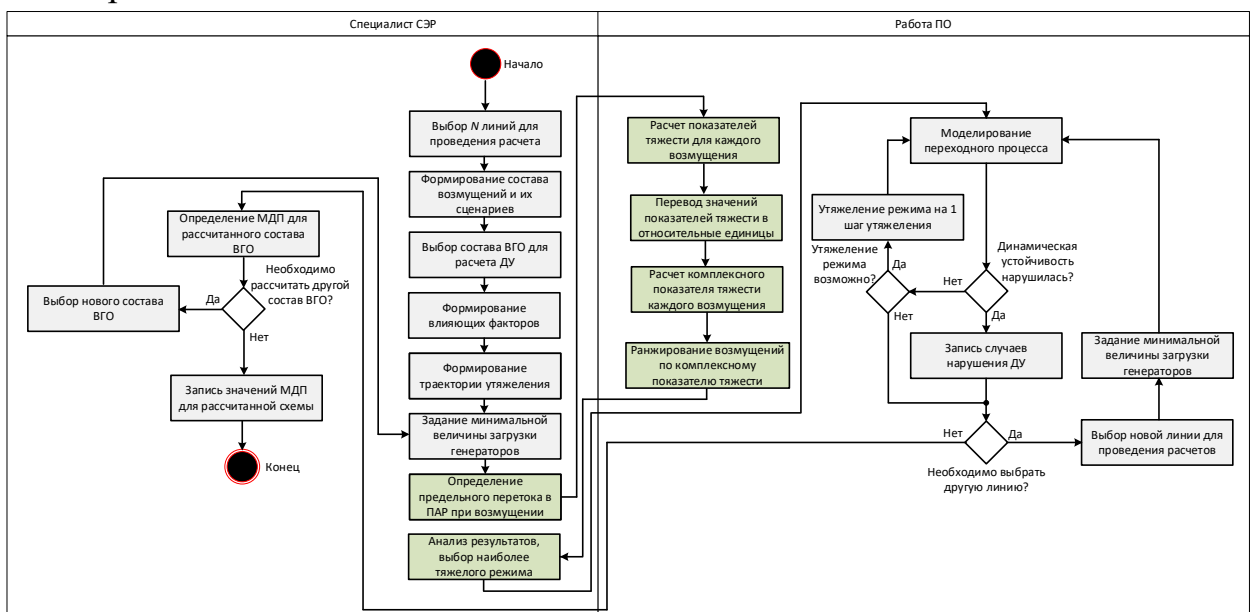 Специалист СЭР
Работа ПО
Начало
Выбор N линий для
проведения расчета
Формирование состава
возмущений и их
сценариев
Выбор состава ВГО для
расчета ДУ
Формирование
влияющих факторов
Формирование
траектории утяжеления
Задание минимальной
величины загрузки
генераторов
Определение
предельного перетока в
ПАР при возмущении
Анализ результатов,
выбор наиболее
тяжелого режима
Определение МДП для
рассчитанного состава
ВГО
Необходимо
рассчитать другой
состав ВГО?
Да
Нет
Выбор нового состава
ВГО
Запись значений МДП
для рассчитанной схемы
Конец
Расчет показателей
тяжести для каждого
возмущения
Перевод значений
показателей тяжести в
относительные единицы
Расчет комплексного
показателя тяжести
каждого возмущения
Ранжирование возмущений
по комплексному
показателю тяжести
Моделирование
переходного процесса
Утяжеление режима на 1
шаг утяжеления
Утяжеление
режима
возможно?
Да
Нет
Динамическая
устойчивость
нарушилась?
Нет
Да
Запись случаев
нарушения ДУ
Задание минимальной
величины загрузки
генераторов
Нет
Да
Выбор новой линии для
проведения расчетов
Необходимо выбрать
другую линию?